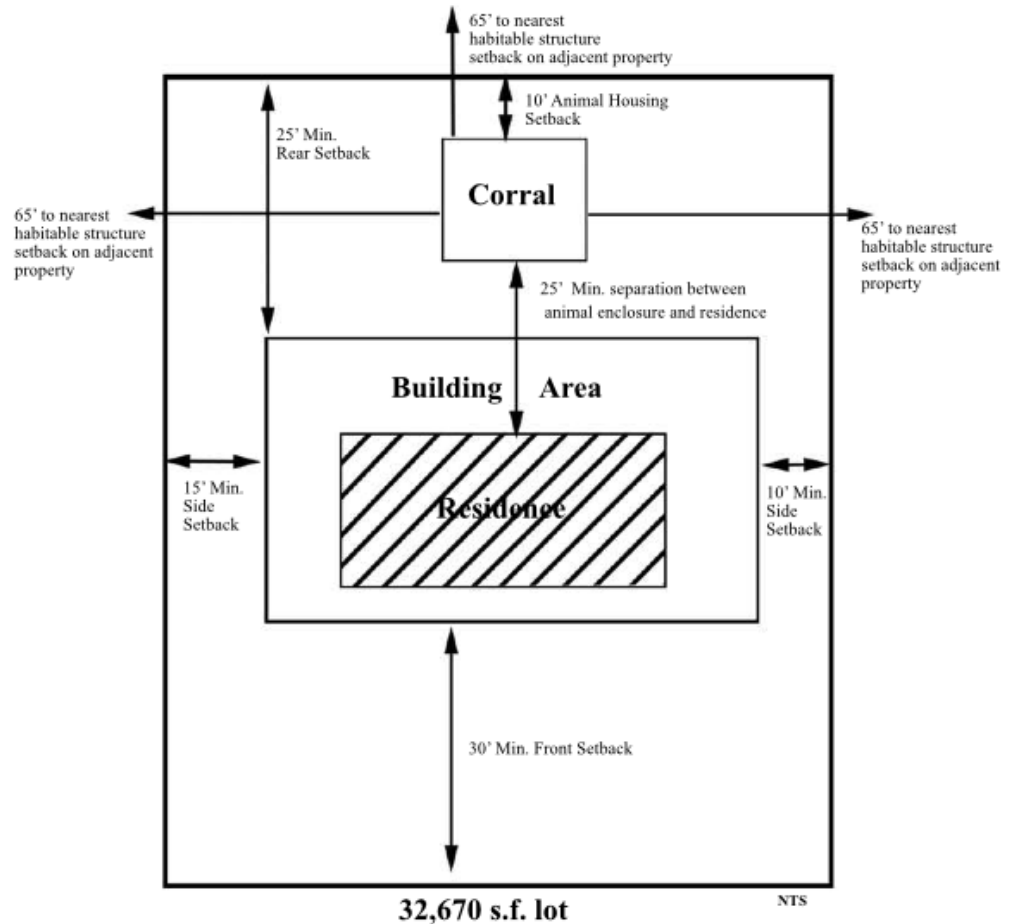 65’ to nearest
habitable structure
setback on adjacent property
10’ Animal Housing
Setback
25’ Min.
Rear Setback
Corral
65’ to nearest
habitable structure
setback on adjacent
property
65’ to nearest
habitable structure
setback on adjacent
property
25’ Min. separation between
animal enclosure and residence
Building Area
Residence
15’ Min.
Side
Setback
10’ Min.
Side
Setback
30’ Min. Front Setback
32,670 s.f. lot
NTS